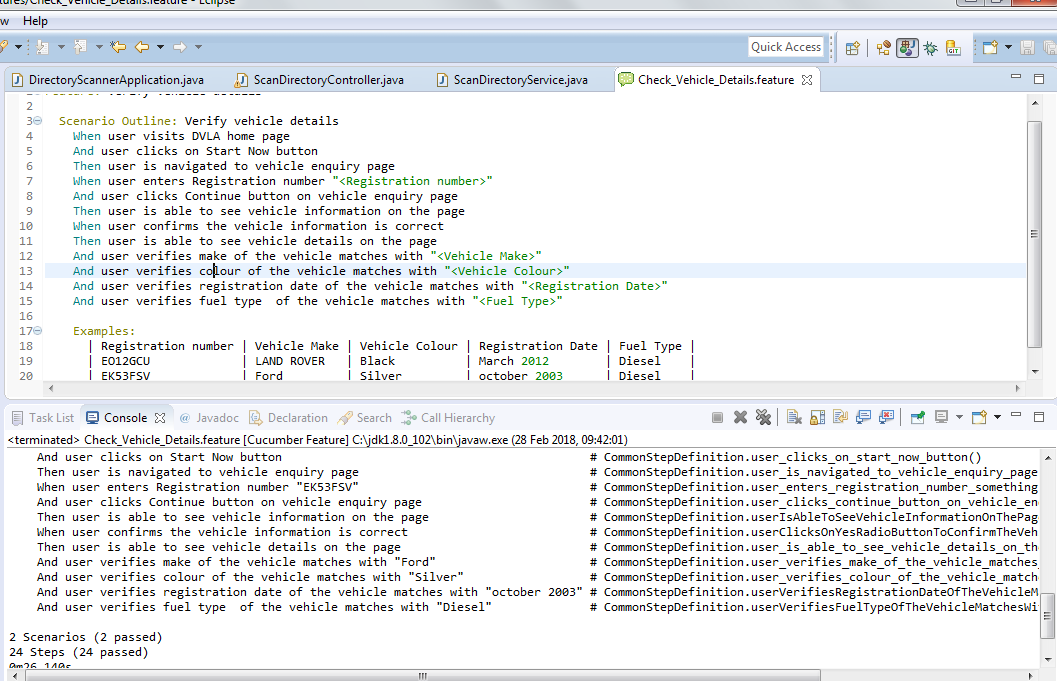 tures/Check_Vehicle_Details.feature - Eclipse
w Help
Quick Access
DirectoryScannerApplication.java ScanDirectoryController.java ScanDirectoryService.java Check_Vehicle_Details.feature
2
3 Scenario Outline: Verify vehicle details
4 When user visits DVLA home page
5 And user clicks on Start Now button
6 Then user is navigated to vehicle enquiry page
7 When user enters Registration number "<Registration number>"
8 And user clicks Continue button on vehicle enquiry page
9 Then user is able to see vehicle information on the page
10 When user confirms the vehicle information is correct
11 Then user is able to see vehicle details on the page
12 And user verifies make of the vehicle matches with "<Vehicle Make>"
13 And user verifies colour of the vehicle matches with "<Vehicle Colour>"
14 And user verifies registration date of the vehicle matches with "<Registration Date>"
15 And user verifies fuel type  of the vehicle matches with "<Fuel Type>"
16
17 Examples:
18 | Registration number | Vehicle Make | Vehicle Colour | Registration Date | Fuel Type |
19 | EO12GCU | LAND ROVER | Black | March 2012 | Diesel |
20 | EK53FSV | Ford | Silver | october 2003 | Diesel |
Task List Console @ Javadoc Declaration Search Call Hierarchy
<terminated> Check_Vehicle_Details.feature [Cucumber Feature] C:\jdk1.8.0_102\bin\javaw.exe (28 Feb 2018, 09:42:01)
And user clicks on Start Now button # CommonStepDefinition.user_clicks_on_start_now_button()
Then user is navigated to vehicle enquiry page # CommonStepDefinition.user_is_navigated_to_vehicle_enquiry_page
When user enters Registration number "EK53FSV" # CommonStepDefinition.user_enters_registration_number_something
And user clicks Continue button on vehicle enquiry page # CommonStepDefinition.user_clicks_continue_button_on_vehicle_en
Then user is able to see vehicle information on the page # CommonStepDefinition.userIsAbleToSeeVehicleInformationOnThePag
When user confirms the vehicle information is correct # CommonStepDefinition.userClicksOnYesRadioButtonToConfirmTheVeh
Then user is able to see vehicle details on the page # CommonStepDefinition.user_is_able_to_see_vehicle_details_on_th
And user verifies make of the vehicle matches with "Ford" # CommonStepDefinition.user_verifies_make_of_the_vehicle_matches_
And user verifies colour of the vehicle matches with "Silver" # CommonStepDefinition.user_verifies_colour_of_the_vehicle_match
And user verifies registration date of the vehicle matches with "october 2003" # CommonStepDefinition.userVerifiesRegistrationDateOfTheVehicleM
And user verifies fuel type  of the vehicle matches with "Diesel" # CommonStepDefinition.userVerifiesFuelTypeOfTheVehicleMatchesWi
2 Scenarios (2 passed)
24 Steps (24 passed)
0m26.140s